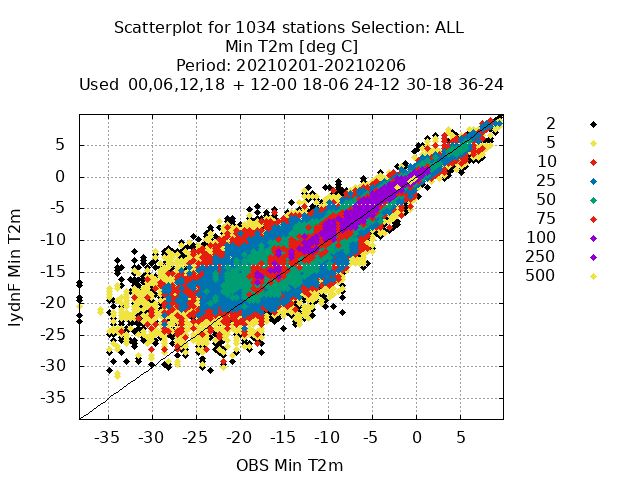 Scatterplot for 1034 stations Selection: ALL
Min T2m [deg C]
Period: 20210201-20210206
Used 00,06,12,18 + 12-00 18-06 24-12 30-18 36-24
2
5
10
25
50
75
100
250
500
5
0
-5
-10
-15
-20
-25
-30
-35
IydnF Min T2m
-35 -30 -25 -20 -15 -10 -5 0 5
OBS Min T2m